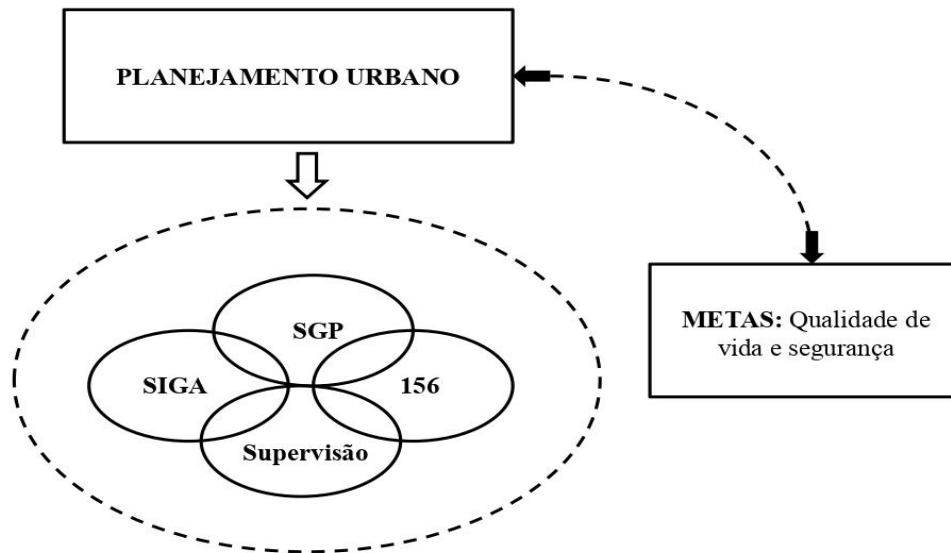 PLANEJAMENTO URBANO
SGP
SIGA
156
Supervisão
METAS: Qualidade de
vida e segurança